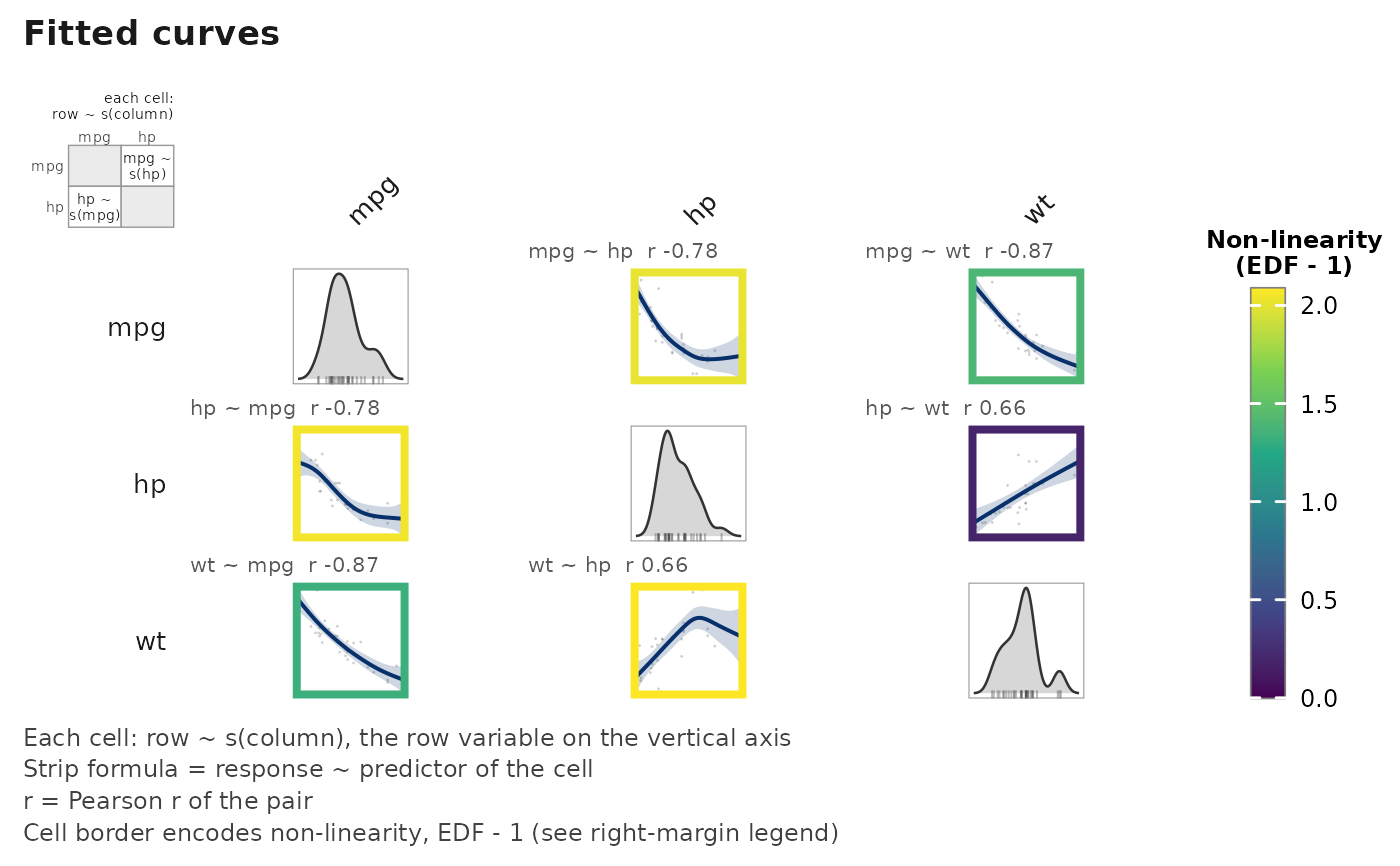 Fitted curves
each cell:
row ~ s(column)
mpg hp
mpg mpg ~
s(hp)
hp hp ~
s(mpg)
mpg hp wt
mpg ~ hp r -0.78 mpg ~ wt r -0.87
mpg
hp ~ mpg r -0.78 hp ~ wt r 0.66
hp
wt ~ mpg r -0.87 wt ~ hp r 0.66
wt
Non-linearity
(EDF - 1)
2.0
1.5
1.0
0.5
0.0
Each cell: row ~ s(column), the row variable on the vertical axis
Strip formula = response ~ predictor of the cell
r = Pearson r of the pair
Cell border encodes non-linearity, EDF - 1 (see right-margin legend)